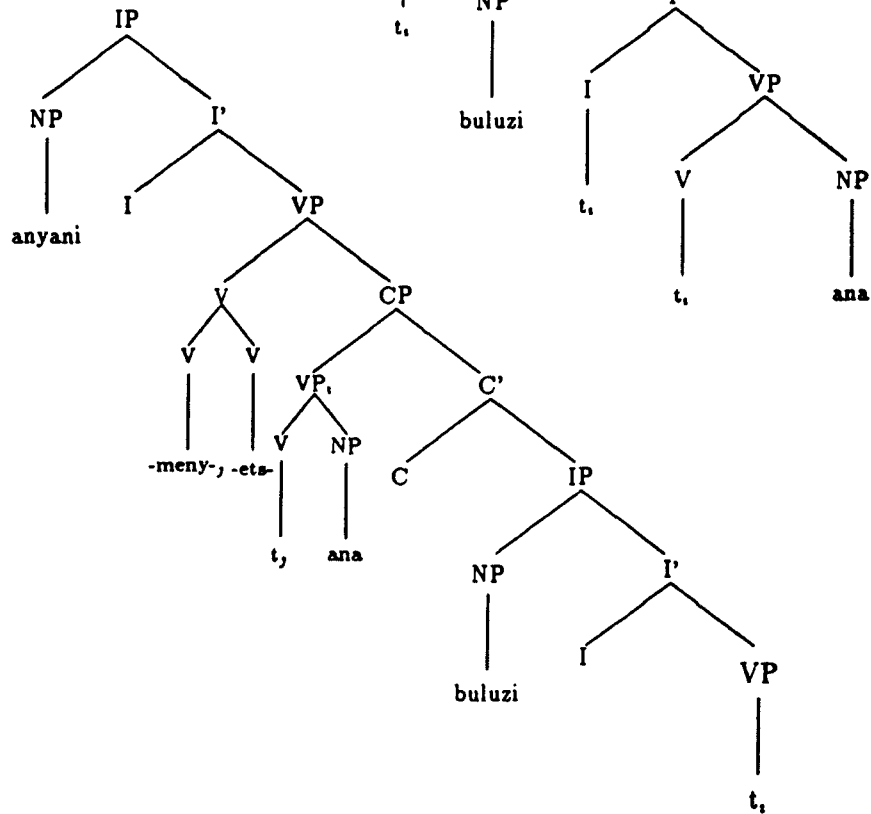 NP
IP
tᵢ
I VP
NP I'
buluzi
V NP
I VP
tᵢ
anyani
V CP
tᵢ ana
V V
VPᵢ C'
V NP
-meny-ⱼ -ets-
C IP
tⱼ ana
NP I'
I
VP
buluzi
tᵢ